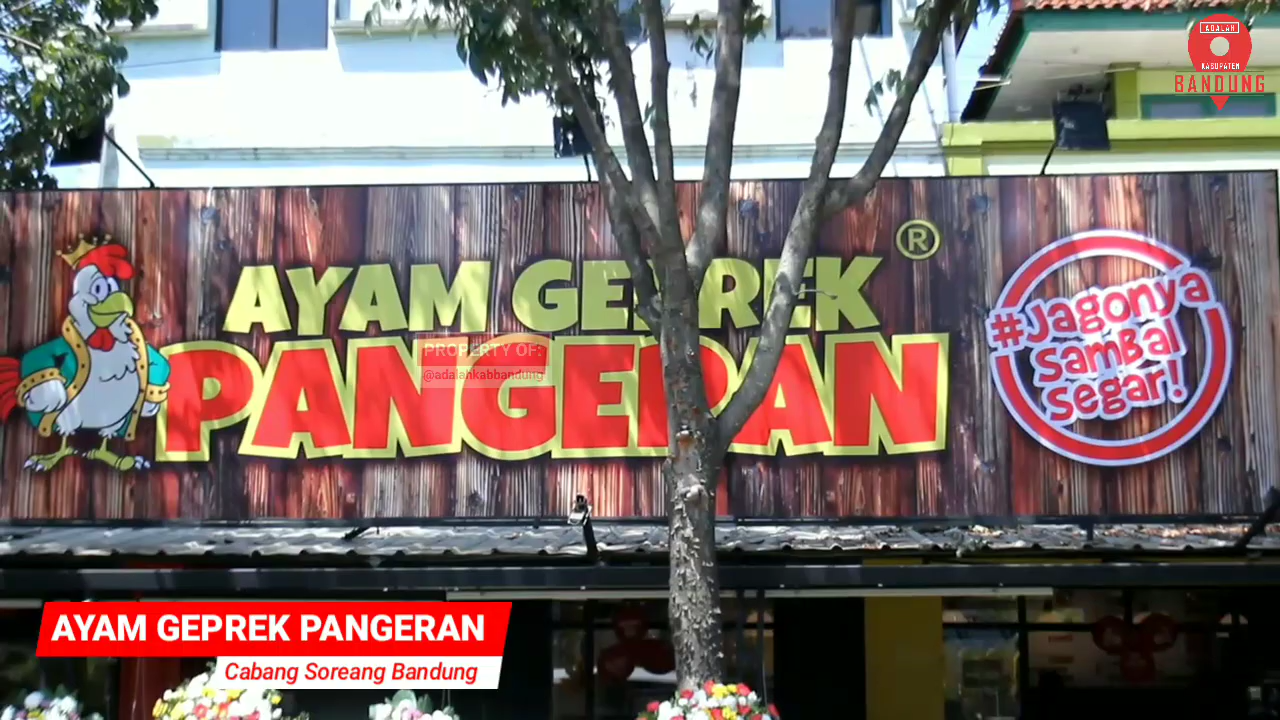 ADALAH
KABUPATEN
BANDUNG
AYAM GEPREK ®
PANGERAN
#Jagonya
Sambal
Segar!
PROPERTY OF:
@adalahkabbandung
AYAM GEPREK PANGERAN
Cabang Soreang Bandung